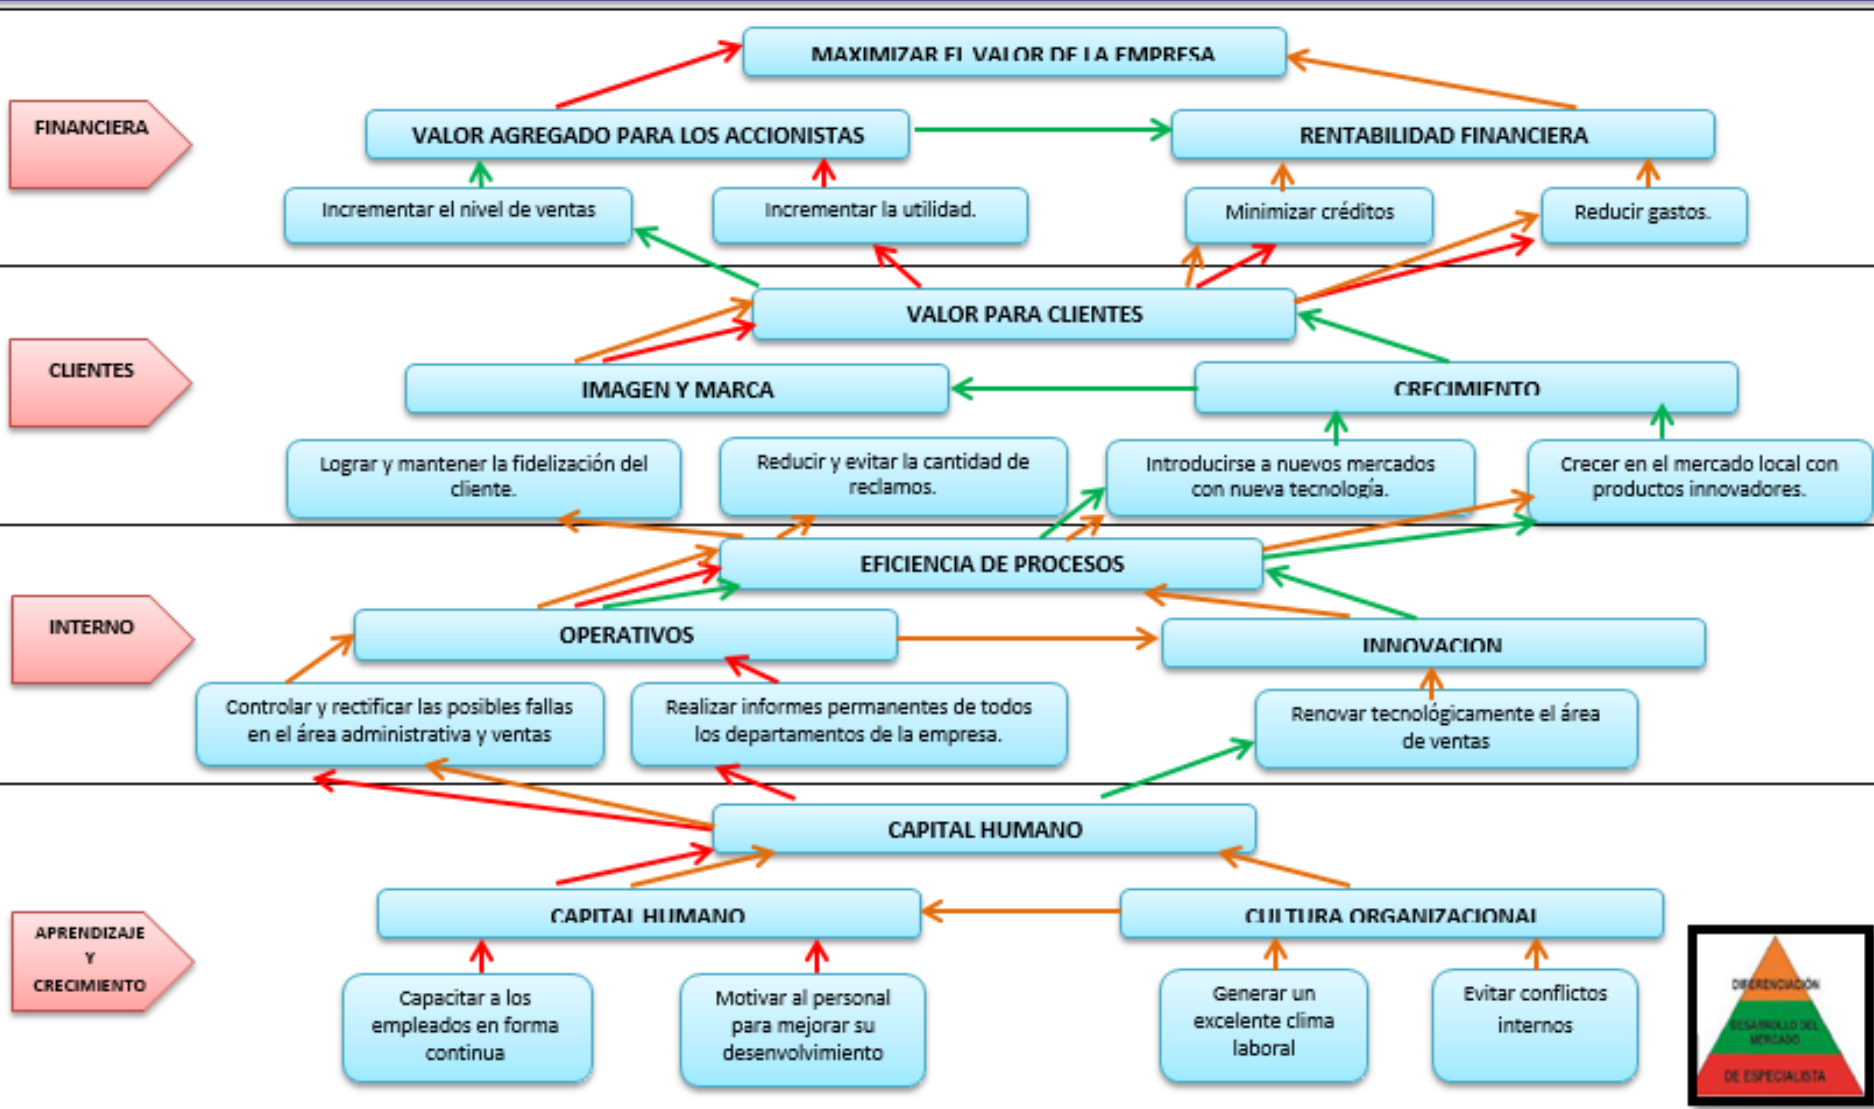 MAXIMIZAR EL VALOR DE LA EMPRESA
FINANCIERA
VALOR AGREGADO PARA LOS ACCIONISTAS
RENTABILIDAD FINANCIERA
Incrementar el nivel de ventas
Incrementar la utilidad.
Minimizar créditos
Reducir gastos.
VALOR PARA CLIENTES
CLIENTES
IMAGEN Y MARCA
CRECIMIENTO
Lograr y mantener la fidelización del
cliente.
Reducir y evitar la cantidad de
reclamos.
Introducirse a nuevos mercados
con nueva tecnología.
Crecer en el mercado local con
productos innovadores.
EFICIENCIA DE PROCESOS
INTERNO
OPERATIVOS
INNOVACION
Controlar y rectificar las posibles fallas
en el área administrativa y ventas
Realizar informes permanentes de todos
los departamentos de la empresa.
Renovar tecnológicamente el área
de ventas
CAPITAL HUMANO
APRENDIZAJE
Y
CRECIMIENTO
CAPITAL HUMANO
CULTURA ORGANIZACIONAL
Capacitar a los
empleados en forma
continua
Motivar al personal
para mejorar su
desenvolvimiento
Generar un
excelente clima
laboral
Evitar conflictos
internos
DIFERENCIACIÓN
DESARROLLO DEL
MERCADO
DE ESPECIALISTA